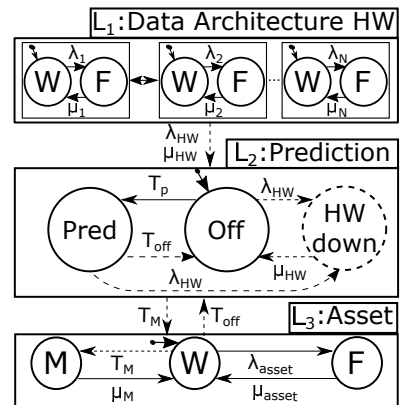 L₁:Data Architecture HW
λ₁ λ₂ λN
W F W F ... W F
μ₁ μ₂ μN
λHW
μHW
L₂:Prediction
Tp λHW
Pred Off HW
down
Toff μHW
λHW
TM Toff
L₃:Asset
M W F
TM λasset
μM μasset